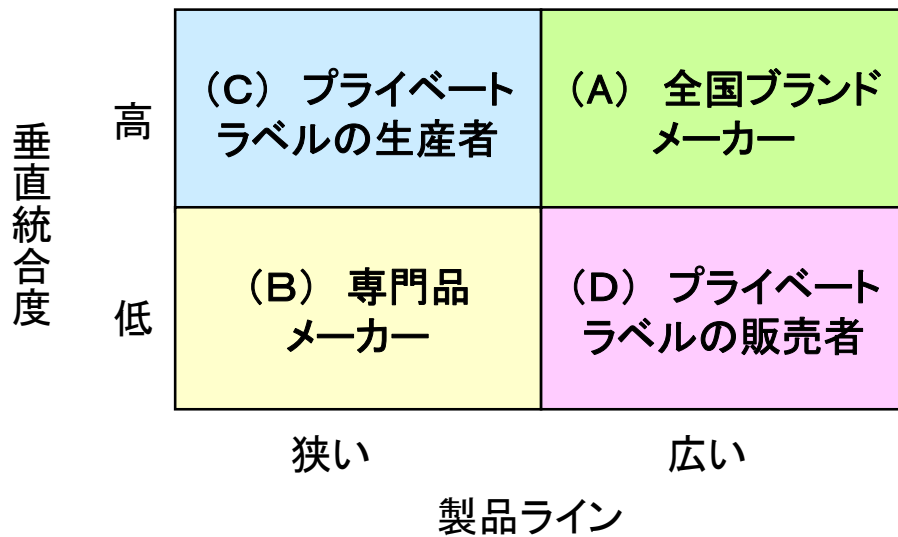 垂直統合度
高
(C) プライベート
ラベルの生産者
(A) 全国ブランド
メーカー
低
(B) 専門品
メーカー
(D) プライベート
ラベルの販売者
狭い
広い
製品ライン